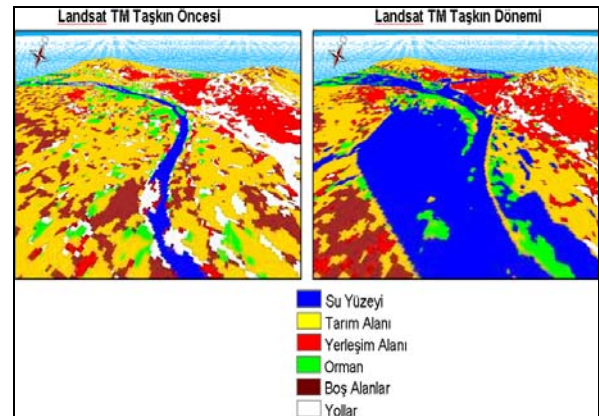 Landsat TM Taşkın Öncesi
Landsat TM Taşkın Dönemi
Su Yüzeyi
Tarım Alanı
Yerleşim Alanı
Orman
Boş Alanlar
Yollar